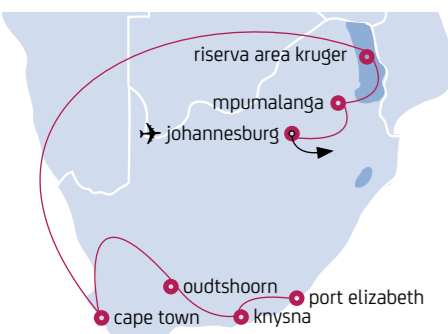 riserva area kruger
mpumalanga
johannesburg
oudtshoorn
port elizabeth
cape town
knysna